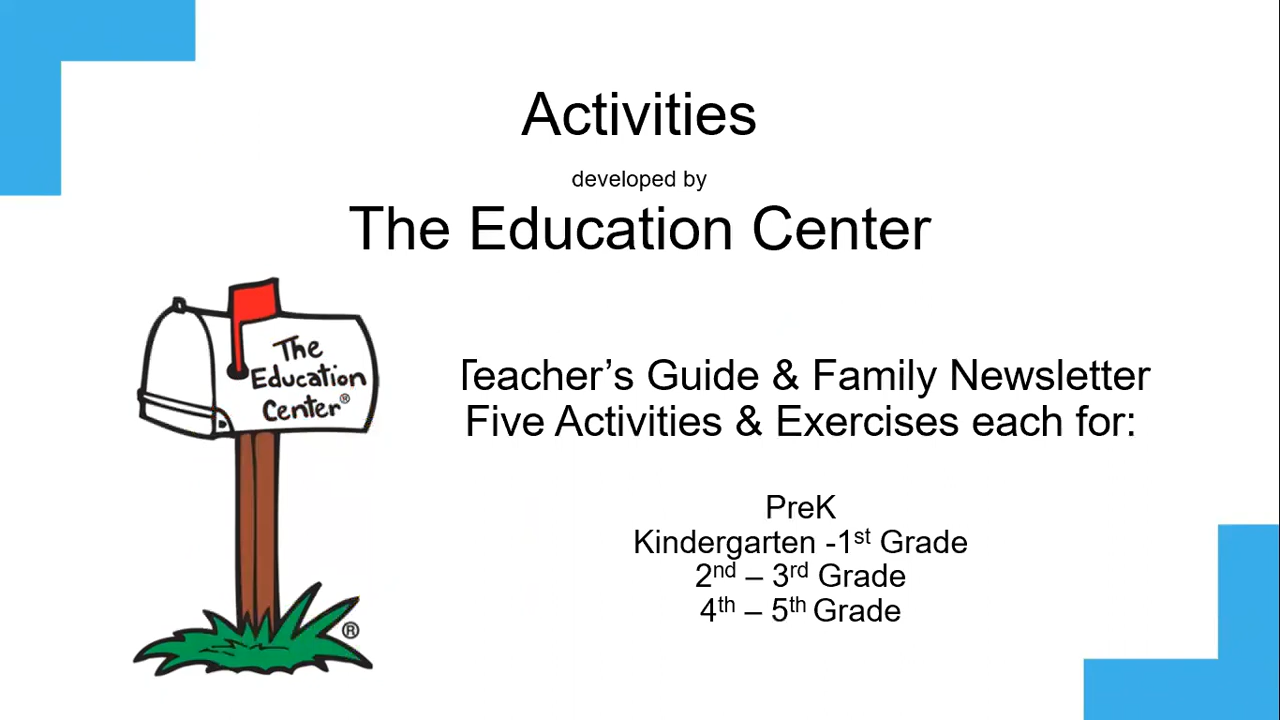 Activities
developed by
The Education Center
The
Education
Center®
®
Teacher’s Guide & Family Newsletter
Five Activities & Exercises each for:
PreK
Kindergarten -1st Grade
2nd – 3rd Grade
4th – 5th Grade